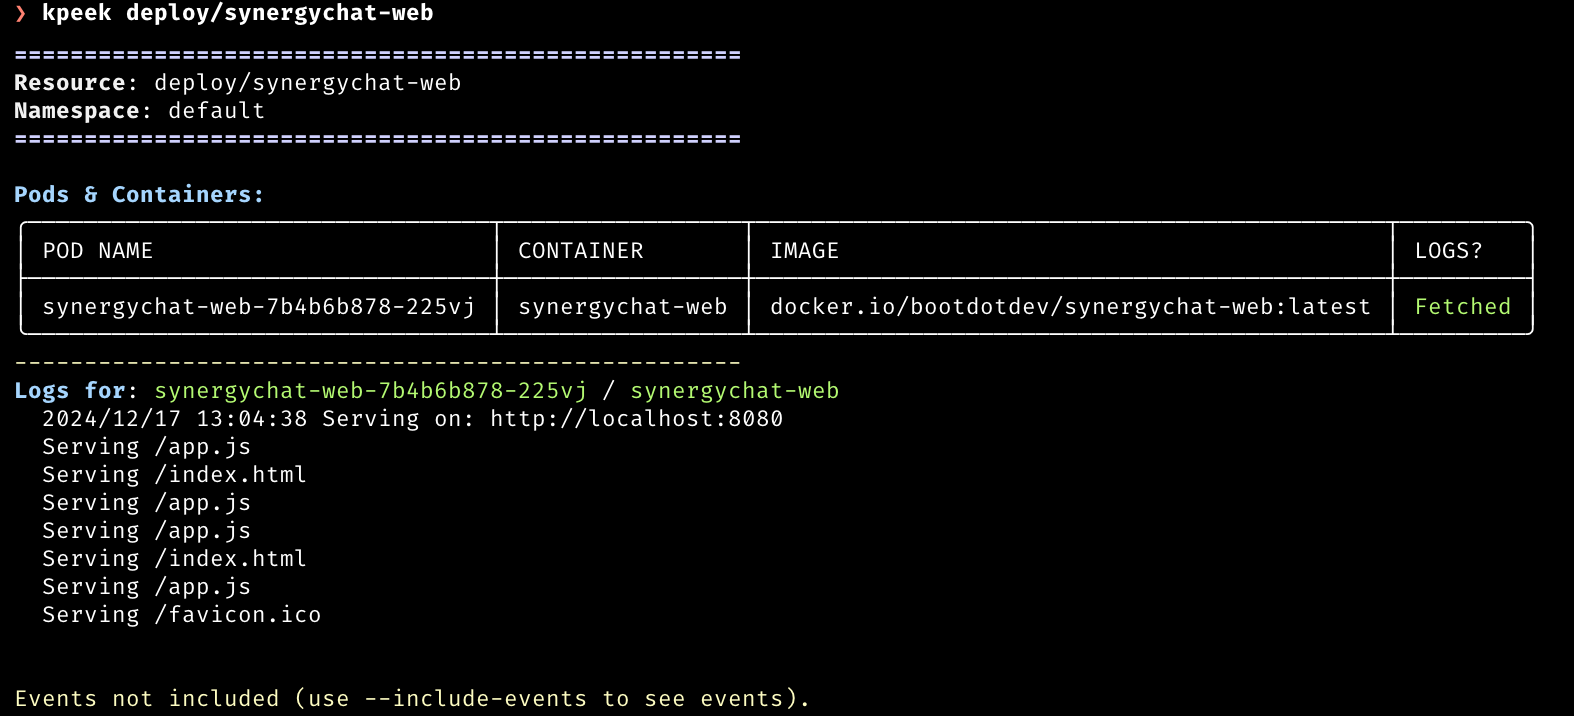 ❯ kpeek deploy/synergychat-web
====================================================
Resource: deploy/synergychat-web
Namespace: default
====================================================
Pods & Containers:
POD NAME CONTAINER IMAGE LOGS?
synergychat-web-7b4b6b878-225vj synergychat-web docker.io/bootdotdev/synergychat-web:latest Fetched
----------------------------------------------------
Logs for: synergychat-web-7b4b6b878-225vj / synergychat-web
2024/12/17 13:04:38 Serving on: http://localhost:8080
Serving /app.js
Serving /index.html
Serving /app.js
Serving /app.js
Serving /index.html
Serving /app.js
Serving /favicon.ico
Events not included (use --include-events to see events).